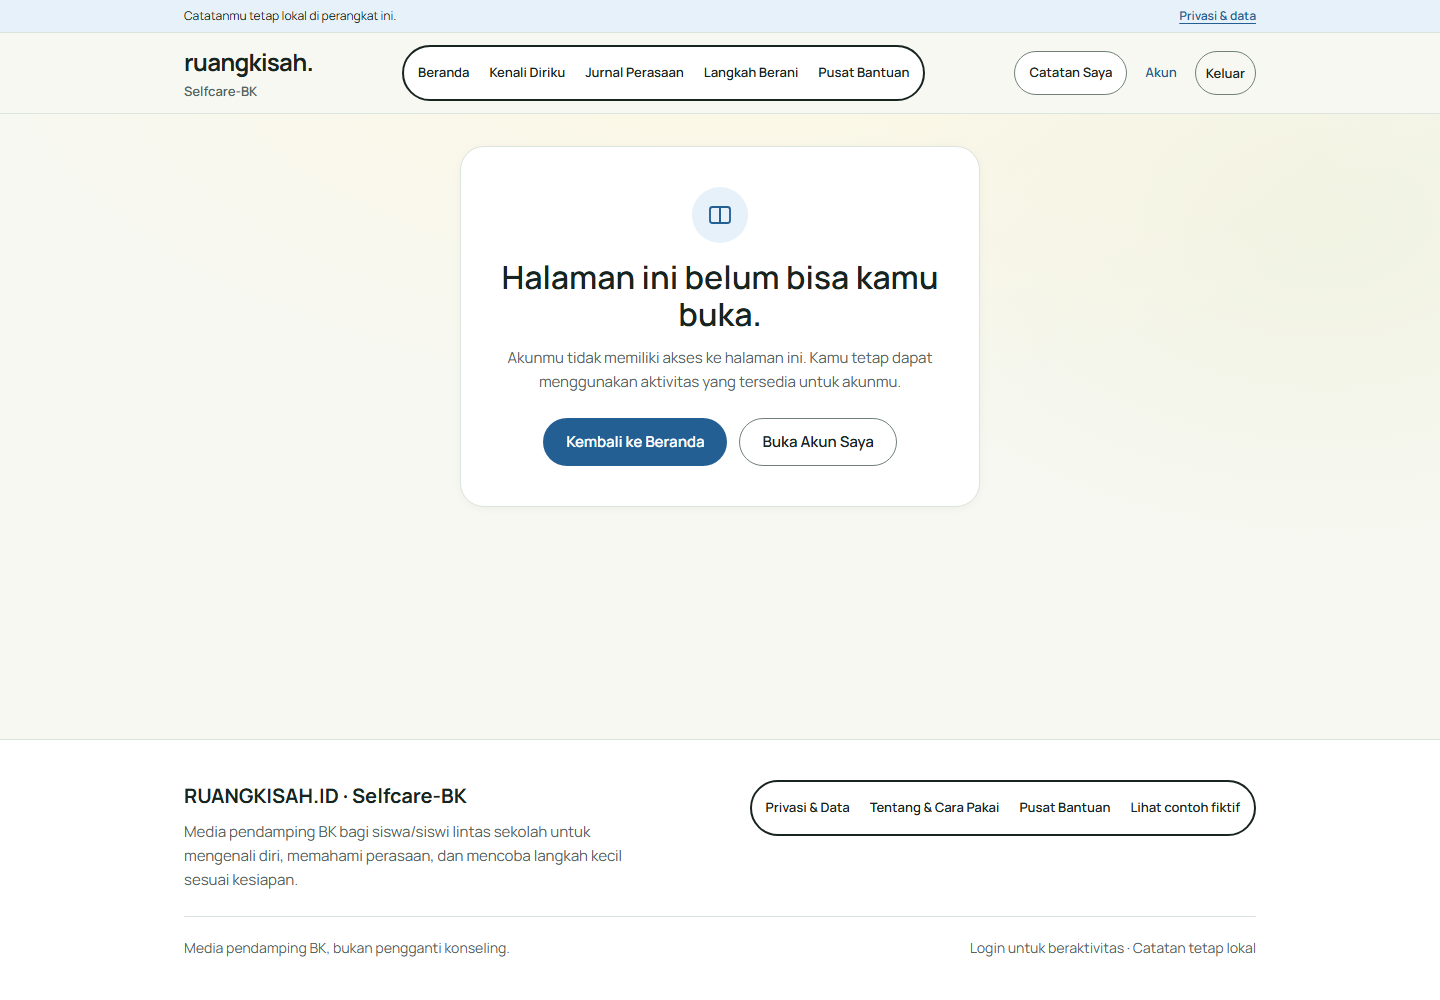 Catatanmu tetap lokal di perangkat ini.
Privasi & data
ruangkisah.
Selfcare-BK
Beranda
Kenali Diriku
Jurnal Perasaan
Langkah Berani
Pusat Bantuan
Catatan Saya
Akun
Keluar
Halaman ini belum bisa kamu
buka.
Akunmu tidak memiliki akses ke halaman ini. Kamu tetap dapat
menggunakan aktivitas yang tersedia untuk akunmu.
Kembali ke Beranda
Buka Akun Saya
RUANGKISAH.ID · Selfcare-BK
Media pendamping BK bagi siswa/siswi lintas sekolah untuk
mengenali diri, memahami perasaan, dan mencoba langkah kecil
sesuai kesiapan.
Privasi & Data
Tentang & Cara Pakai
Pusat Bantuan
Lihat contoh fiktif
Media pendamping BK, bukan pengganti konseling.
Login untuk beraktivitas · Catatan tetap lokal